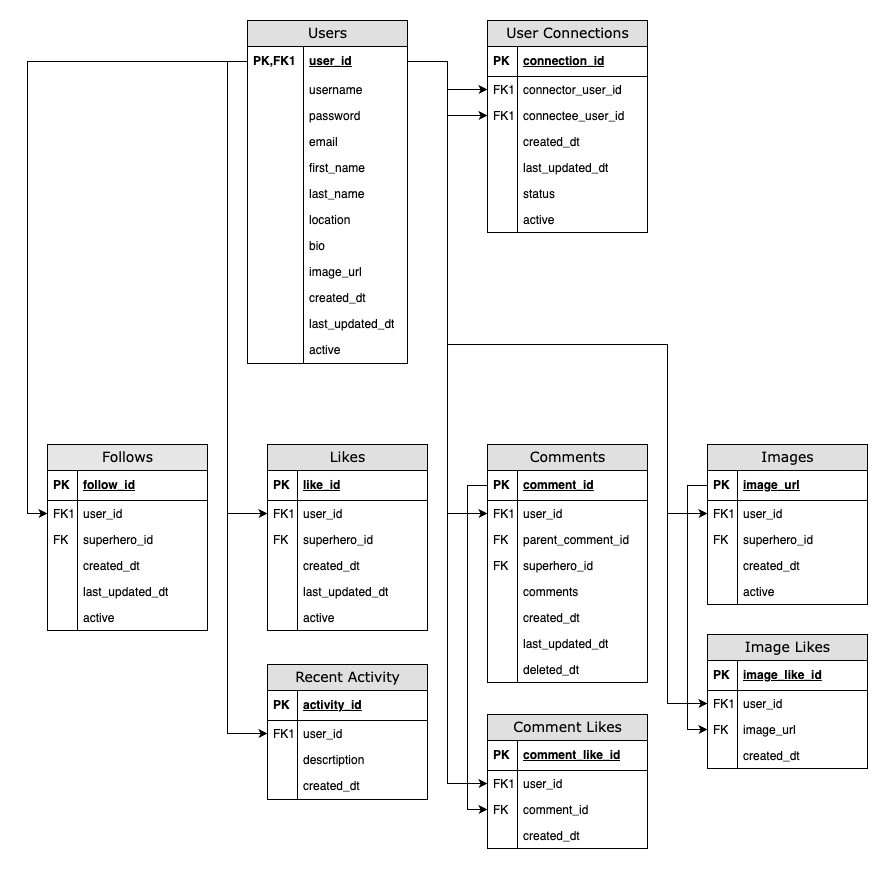 Users
PK,FK1 user_id
username
password
email
first_name
last_name
location
bio
image_url
created_dt
last_updated_dt
active
User Connections
PK connection_id
FK1 connector_user_id
FK1 connectee_user_id
created_dt
last_updated_dt
status
active
Follows
PK follow_id
FK1 user_id
FK superhero_id
created_dt
last_updated_dt
active
Likes
PK like_id
FK1 user_id
FK superhero_id
created_dt
last_updated_dt
active
Comments
PK comment_id
FK1 user_id
FK parent_comment_id
FK superhero_id
comments
created_dt
last_updated_dt
deleted_dt
Images
PK image_url
FK1 user_id
FK superhero_id
created_dt
active
Recent Activity
PK activity_id
FK1 user_id
descrtiption
created_dt
Comment Likes
PK comment_like_id
FK1 user_id
FK comment_id
created_dt
Image Likes
PK image_like_id
FK1 user_id
FK image_url
created_dt